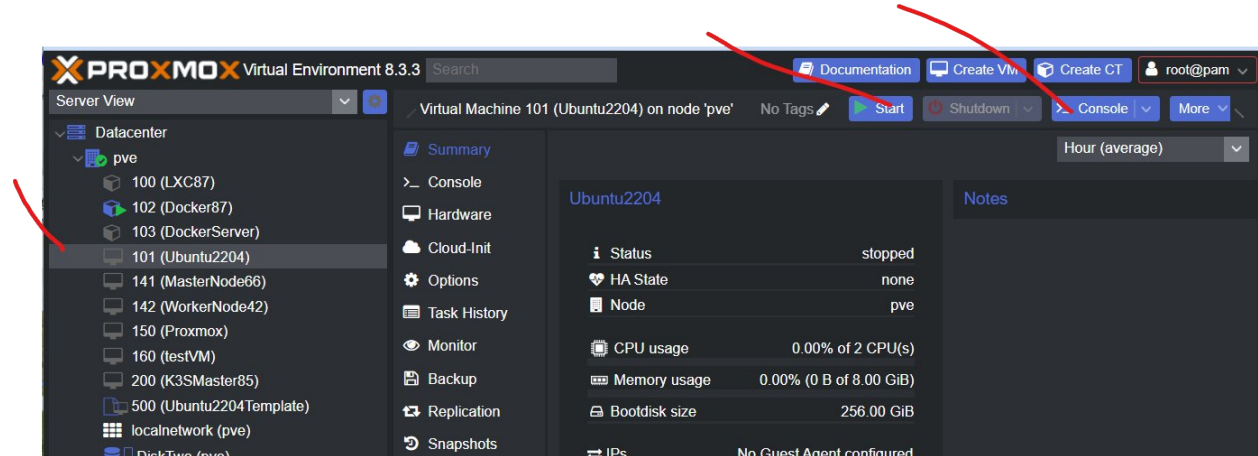 PROXMOX Virtual Environment 8.3.3 Search Documentation Create VM Create CT root@pam
Server View
Virtual Machine 101 (Ubuntu2204) on node 'pve' No Tags Start Shutdown Console More
Datacenter
pve
100 (LXC87)
102 (Docker87)
103 (DockerServer)
101 (Ubuntu2204)
141 (MasterNode66)
142 (WorkerNode42)
150 (Proxmox)
160 (testVM)
200 (K3SMaster85)
500 (Ubuntu2204Template)
localnetwork (pve)
DiskTwo (pve)
Summary
>_ Console
Hardware
Cloud-Init
Options
Task History
Monitor
Backup
Replication
Snapshots
Hour (average)
Ubuntu2204
Status stopped
HA State none
Node pve
CPU usage 0.00% of 2 CPU(s)
Memory usage 0.00% (0 B of 8.00 GiB)
Bootdisk size 256.00 GiB
IPs No Guest Agent configured
Notes